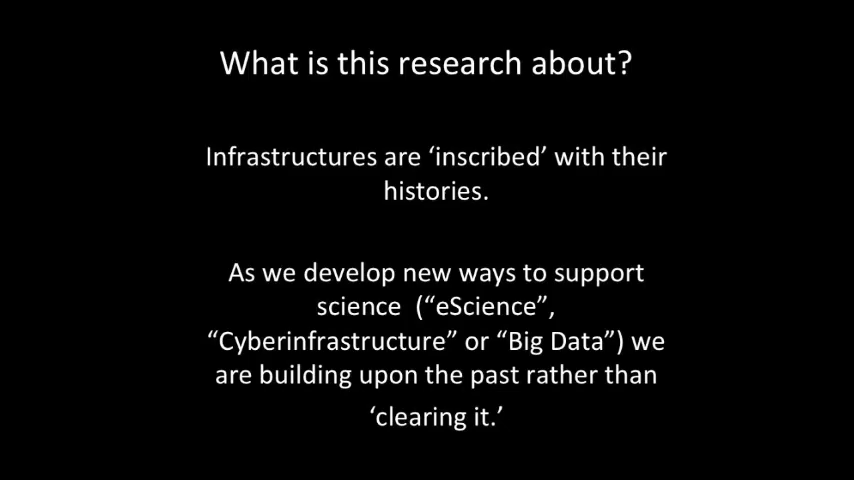 What is this research about?
Infrastructures are ‘inscribed’ with their
histories.
As we develop new ways to support
science  (“eScience”,
“Cyberinfrastructure” or “Big Data”) we
are building upon the past rather than
‘clearing it.’